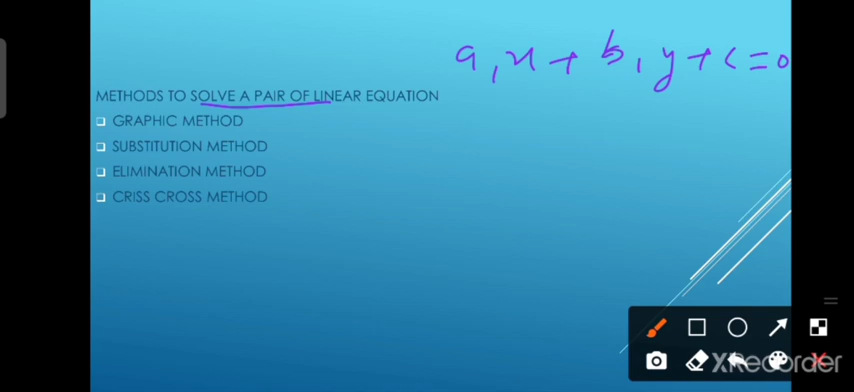 a₁x + b₁y + c = 0
METHODS TO SOLVE A PAIR OF LINEAR EQUATION
GRAPHIC METHOD
SUBSTITUTION METHOD
ELIMINATION METHOD
CRISS CROSS METHOD
XRecorder